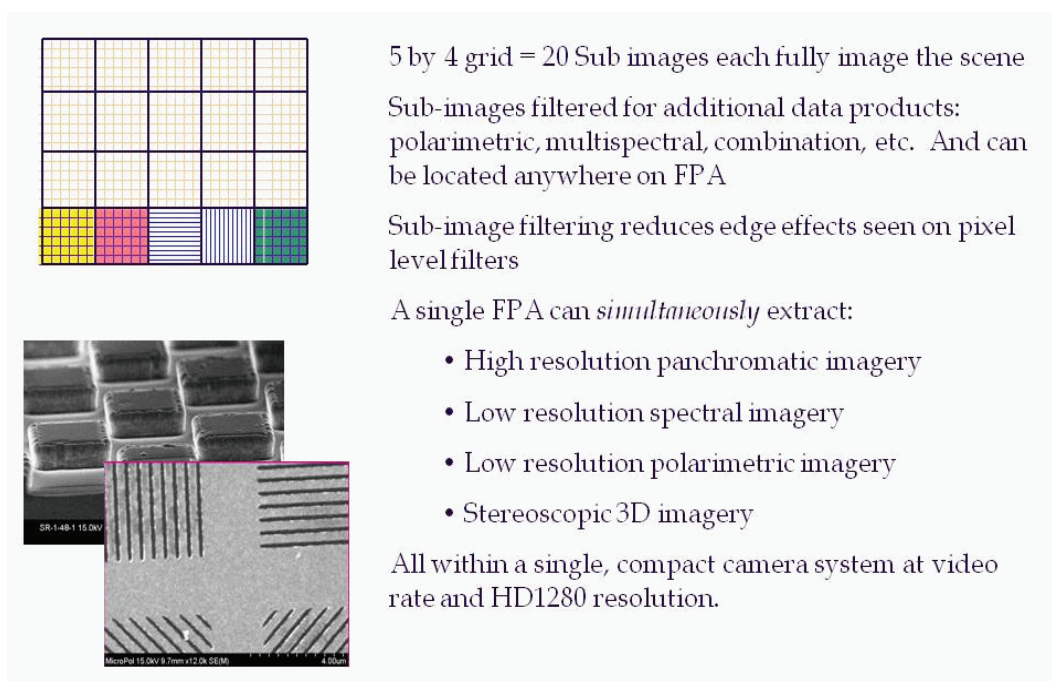 5 by 4 grid = 20 Sub images each fully image the scene
Sub-images filtered for additional data products:
polarimetric, multispectral, combination, etc. And can
be located anywhere on FPA
Sub-image filtering reduces edge effects seen on pixel
level filters
A single FPA can simultaneously extract:
• High resolution panchromatic imagery
• Low resolution spectral imagery
• Low resolution polarimetric imagery
• Stereoscopic 3D imagery
All within a single, compact camera system at video
rate and HD1280 resolution.
SR-1-48-1 15.0kV
MicroPol 15.0kV 9.7mm x12.0k SE(M)
4.00um